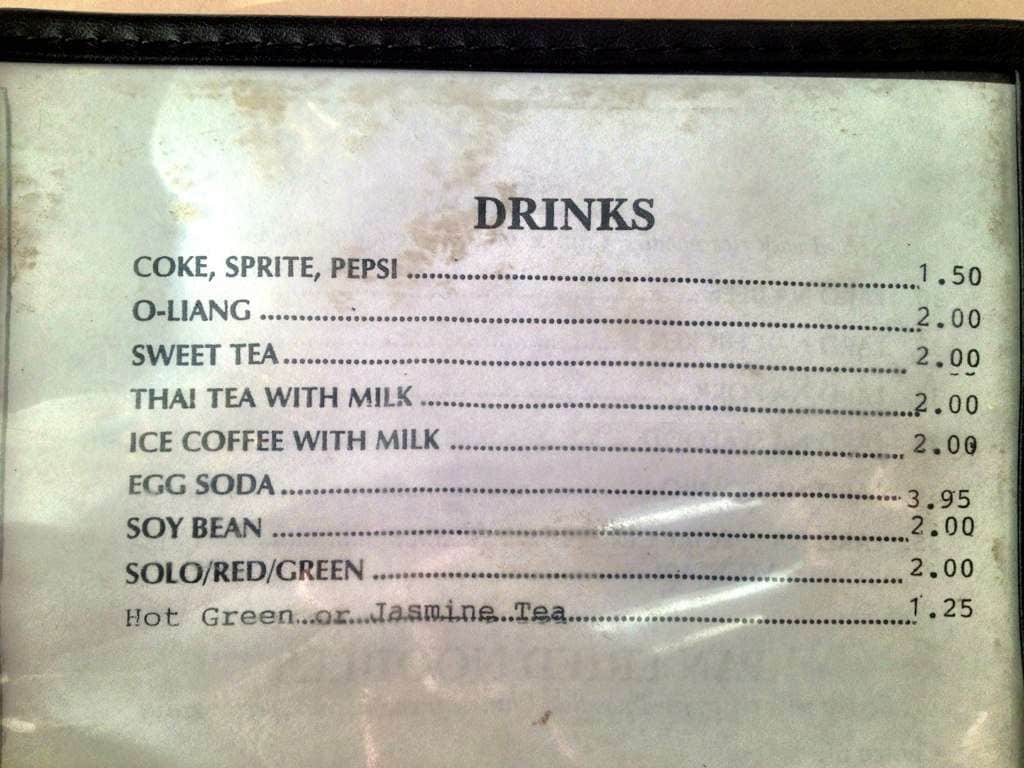 DRINKS
COKE, SPRITE, PEPSI ........ 1.50
O-LIANG ........ 2.00
SWEET TEA ........ 2.00
THAI TEA WITH MILK ........ 2.00
ICE COFFEE WITH MILK ........ 2.00
EGG SODA ........ 3.95
SOY BEAN ........ 2.00
SOLO/RED/GREEN ........ 2.00
Hot Green or Jasmine Tea ........ 1.25